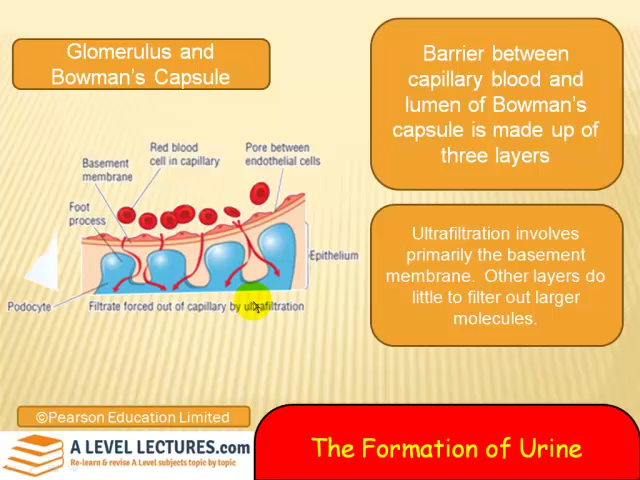 Glomerulus and
Bowman's Capsule
Barrier between
capillary blood and
lumen of Bowman's
capsule is made up of
three layers
Red blood
cell in capillary
Pore between
endothelial cells
Basement
membrane
Foot
process
Epithelium
Podocyte
Filtrate forced out of capillary by ultrafiltration
Ultrafiltration involves
primarily the basement
membrane. Other layers do
little to filter out larger
molecules.
©Pearson Education Limited
A LEVEL LECTURES.com
Re-learn & revise A Level subjects topic by topic
The Formation of Urine